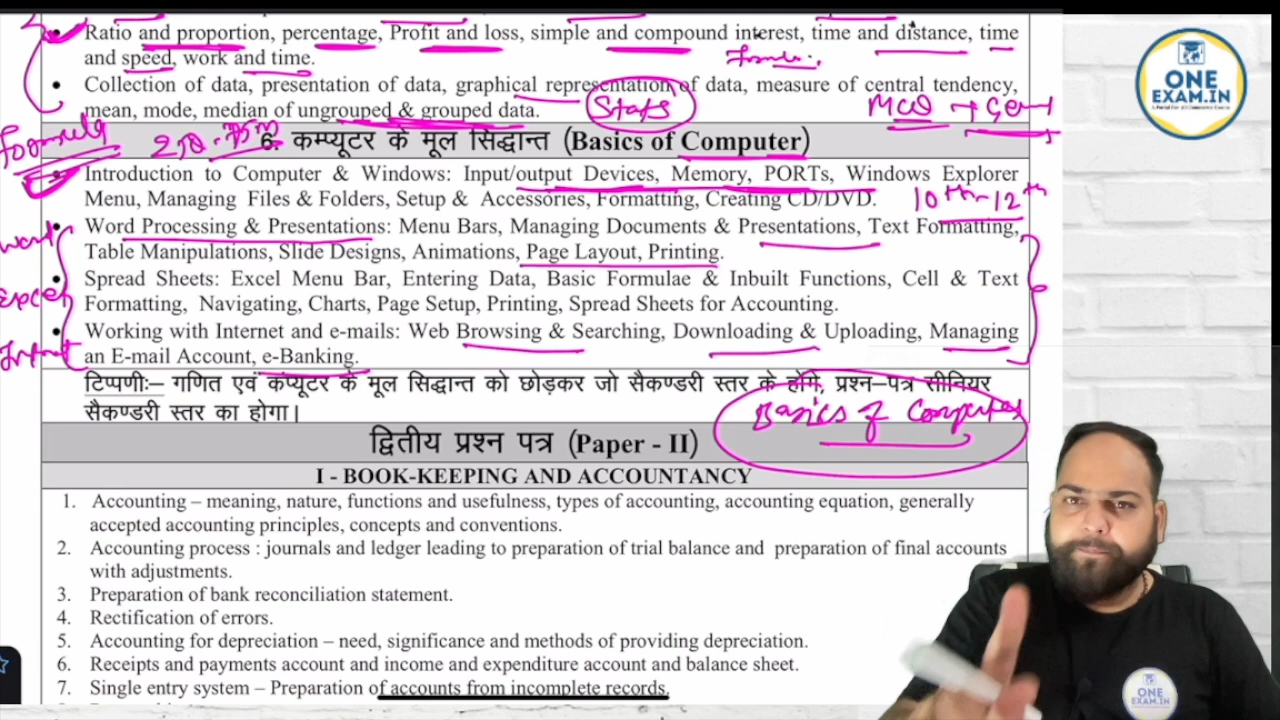 Ratio and proportion, percentage, Profit and loss, simple and compound interest, time and distance, time
and speed, work and time.
Collection of data, presentation of data, graphical representation of data, measure of central tendency,
mean, mode, median of ungrouped & grouped data.
Stats
MCQ
Formula
6. कम्प्यूटर के मूल सिद्धान्त (Basics of Computer)
Introduction to Computer & Windows: Input/output Devices, Memory, PORTs, Windows Explorer
Menu, Managing Files & Folders, Setup & Accessories, Formatting, Creating CD/DVD.
10th-12th
Word Processing & Presentations: Menu Bars, Managing Documents & Presentations, Text Formatting,
Table Manipulations, Slide Designs, Animations, Page Layout, Printing.
Spread Sheets: Excel Menu Bar, Entering Data, Basic Formulae & Inbuilt Functions, Cell & Text
Formatting, Navigating, Charts, Page Setup, Printing, Spread Sheets for Accounting.
Excel
Working with Internet and e-mails: Web Browsing & Searching, Downloading & Uploading, Managing
an E-mail Account, e-Banking.
टिप्पणीः– गणित एवं कंप्यूटर के मूल सिद्धान्त को छोड़कर जो सैकण्डरी स्तर के होंगे, प्रश्न–पत्र सीनियर
सैकण्डरी स्तर का होगा।
Basics of Computer
द्वितीय प्रश्न पत्र (Paper - II)
I - BOOK-KEEPING AND ACCOUNTANCY
1. Accounting – meaning, nature, functions and usefulness, types of accounting, accounting equation, generally
accepted accounting principles, concepts and conventions.
2. Accounting process : journals and ledger leading to preparation of trial balance and preparation of final accounts
with adjustments.
3. Preparation of bank reconciliation statement.
4. Rectification of errors.
5. Accounting for depreciation – need, significance and methods of providing depreciation.
6. Receipts and payments account and income and expenditure account and balance sheet.
7. Single entry system – Preparation of accounts from incomplete records.
ONE
EXAM.IN
ONE
EXAM.IN